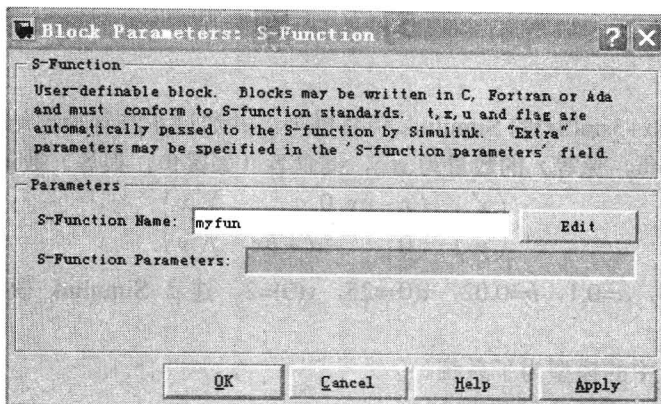 Block Parameters: S-Function
S-Function
User-definable block. Blocks may be written in C, Fortran or Ada
and must conform to S-function standards. t,x,u and flag are
automatically passed to the S-function by Simulink. "Extra"
parameters may be specified in the 'S-function parameters' field.
Parameters
S-Function Name: myfun Edit
S-Function Parameters:
OK Cancel Help Apply